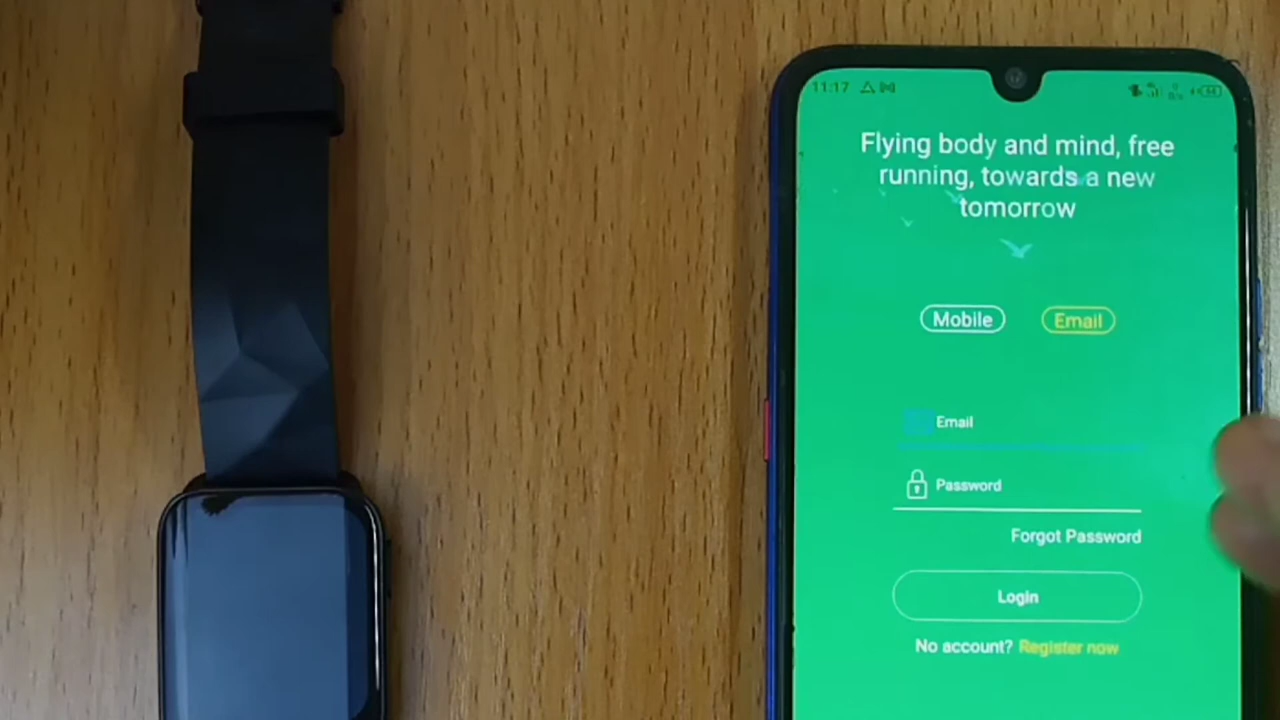 11:17
Flying body and mind, free
running, towards a new
tomorrow
Mobile Email
Email
Password
Forgot Password
Login
No account? Register now